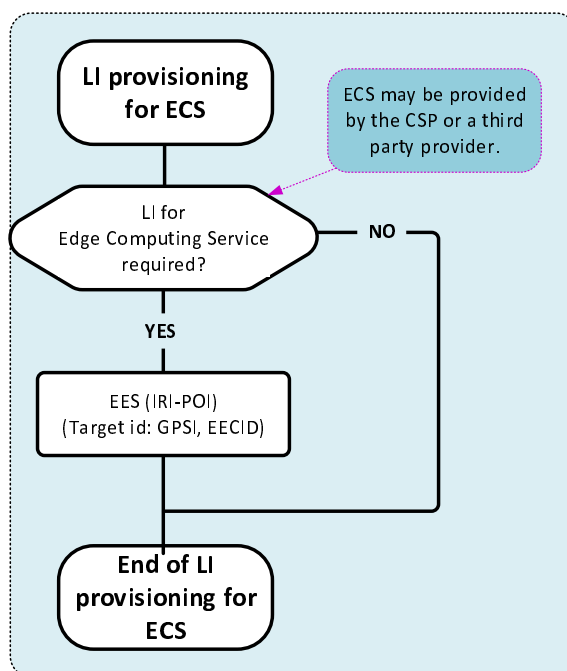 LI provisioning
for ECS
ECS may be provided
by the CSP or a third
party provider.
LI for
Edge Computing Service
required?
NO
YES
EES (IRI-POI)
(Target id: GPSI, EECID)
End of LI
provisioning for
ECS